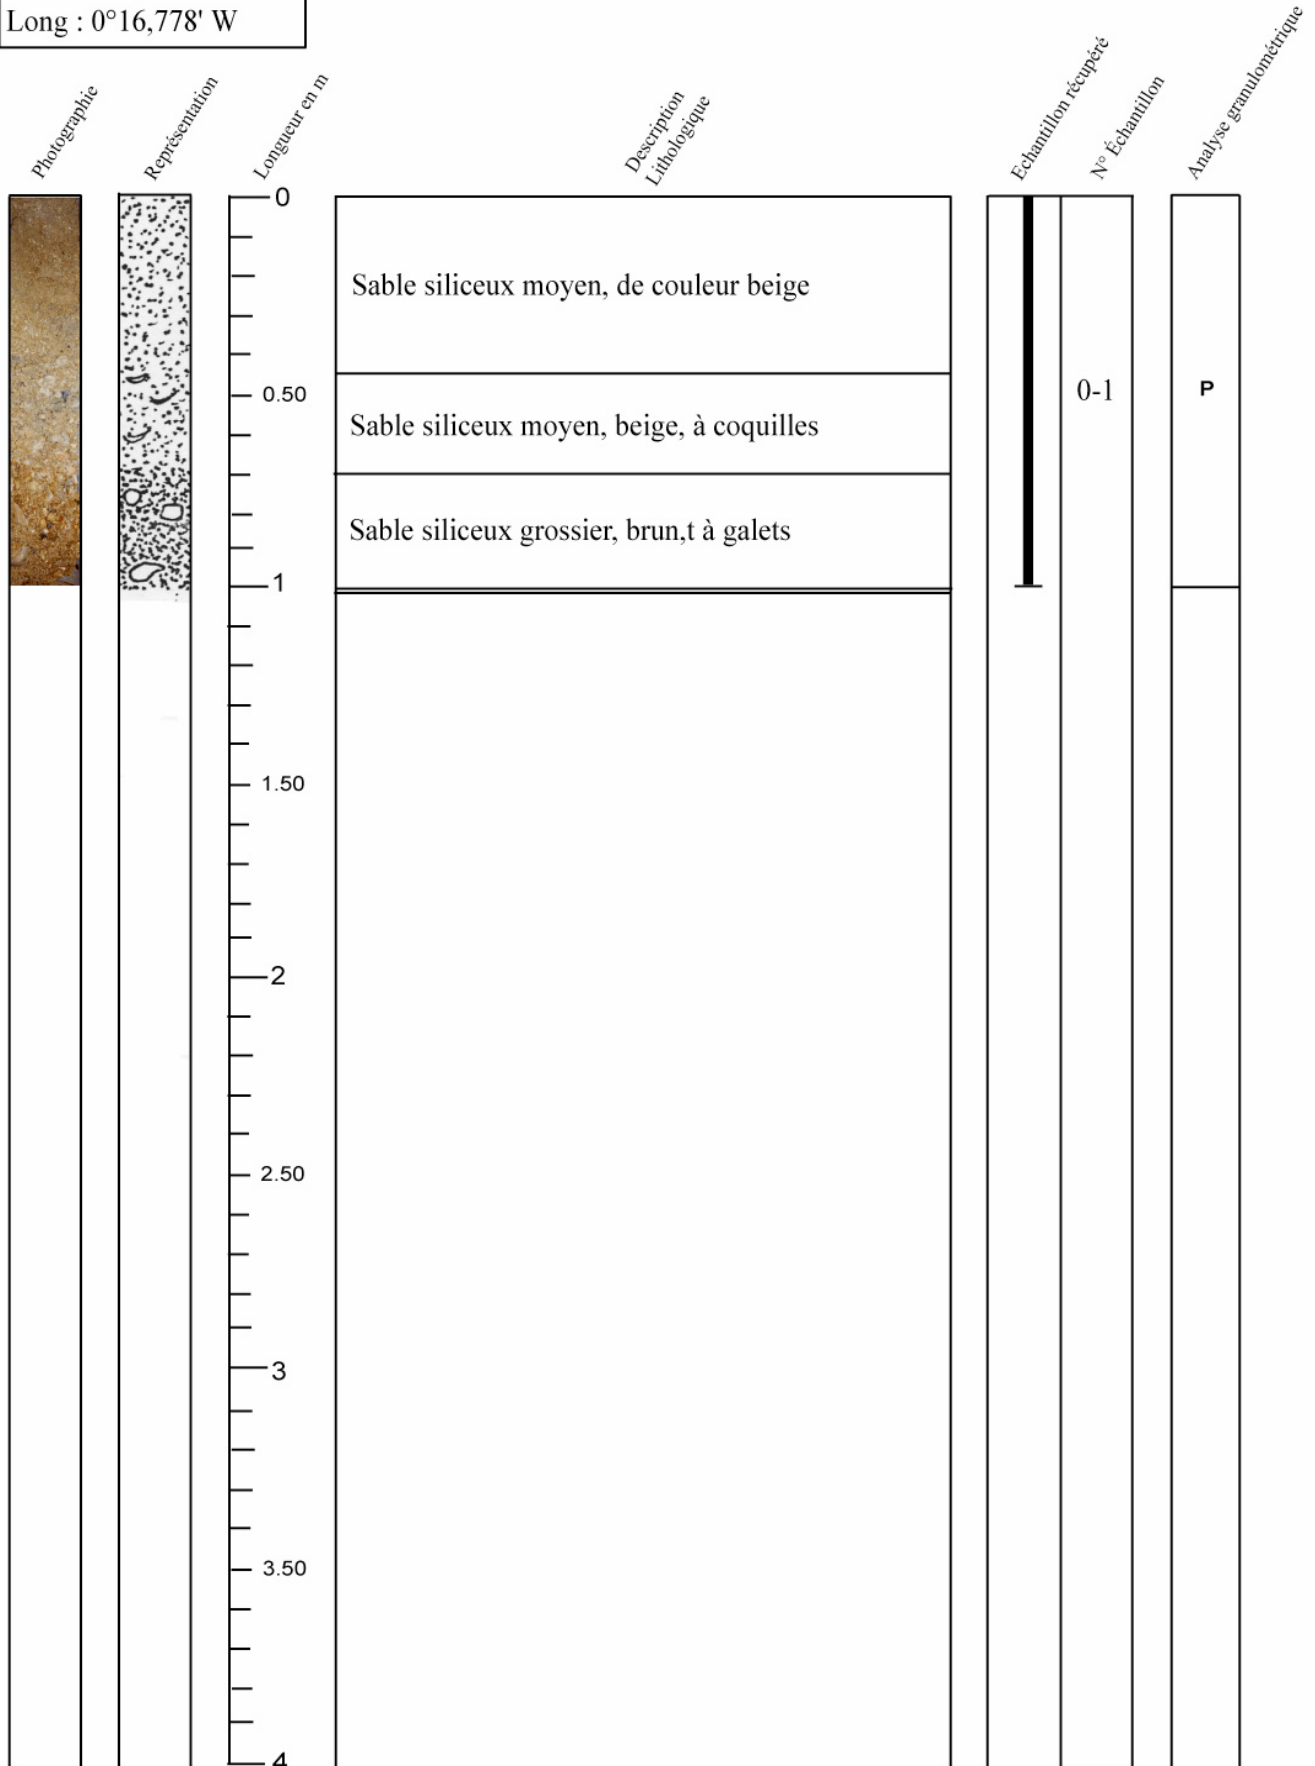 Long : 0°16,778' W
Photographie
Représentation
Longueur en m
Description
Lithologique
Echantillon récupéré
N° Échantillon
Analyse granulométrique
0
Sable siliceux moyen, de couleur beige
0.50
0-1
P
Sable siliceux moyen, beige, à coquilles
Sable siliceux grossier, brun,t à galets
1
1.50
2
2.50
3
3.50
4